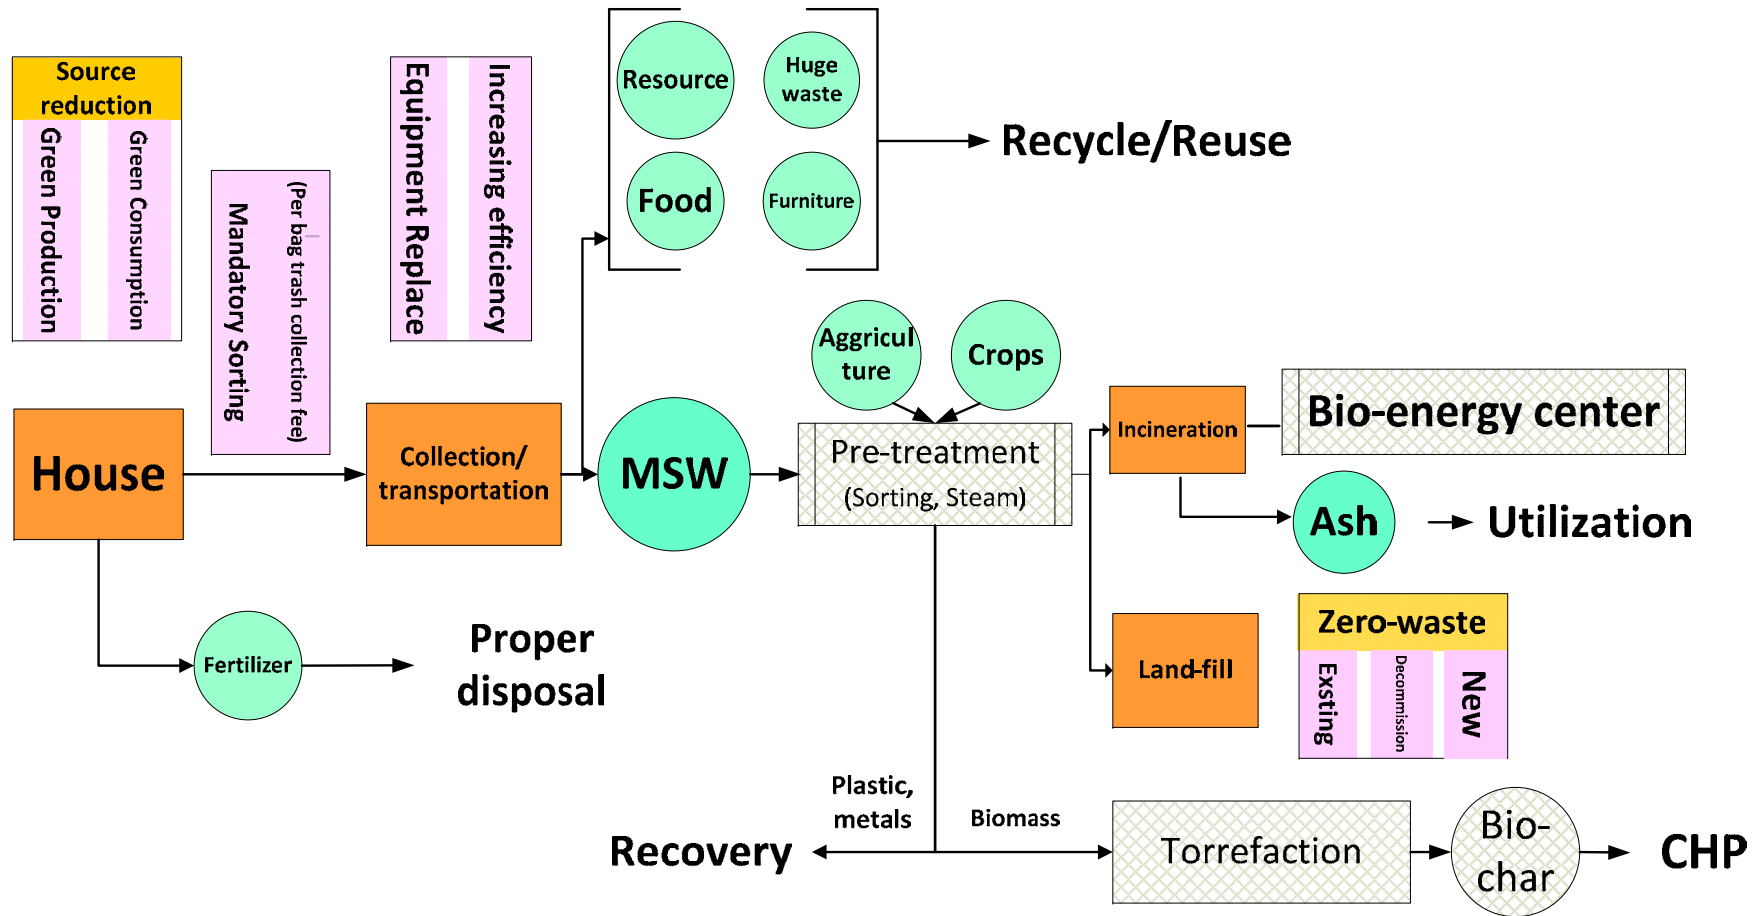 Source
reduction
Green Production
Green Consumption
Mandatory Sorting
(Per bag trash collection fee)
Equipment Replace
Increasing efficiency
Resource
Huge
waste
Food
Furniture
Recycle/Reuse
House
Collection/
transportation
MSW
Aggricul
ture
Crops
Pre-treatment
(Sorting, Steam)
Incineration
Bio-energy center
Ash
Utilization
Land-fill
Zero-waste
Exsting
Decommission
New
Fertilizer
Proper
disposal
Plastic,
metals
Biomass
Recovery
Torrefaction
Bio-
char
CHP